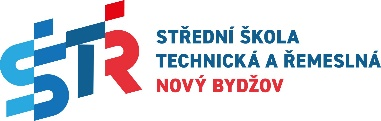 STŘEDNÍ ŠKOLA
TECHNICKÁ A ŘEMESLNÁ
NOVÝ BYDŽOV